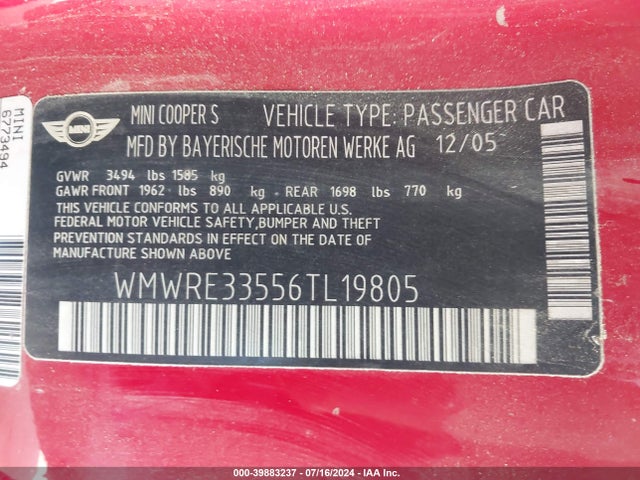 MINI
6773494
MINI
MINI COOPER S VEHICLE TYPE: PASSENGER CAR
MFD BY BAYERISCHE MOTOREN WERKE AG 12/05
GVWR 3494 lbs 1585 kg
GAWR FRONT 1962 lbs 890 kg - REAR 1698 lbs 770 kg
THIS VEHICLE CONFORMS TO ALL APPLICABLE U.S.
FEDERAL MOTOR VEHICLE SAFETY,BUMPER AND THEFT
PREVENTION STANDARDS IN EFFECT ON THE DATE OF
MANUFACTURE SHOWN ABOVE
WMWRE33556TL19805
000-39883237 - 07/16/2024 - IAA Inc.